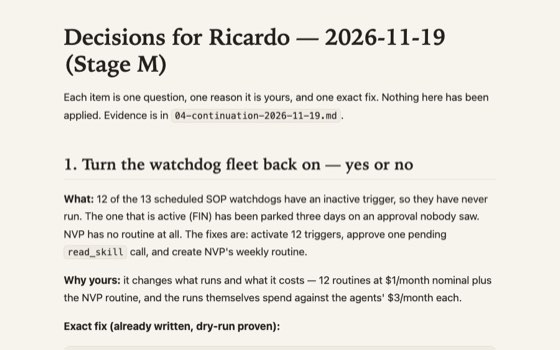 Decisions for Ricardo — 2026-11-19
(Stage M)
Each item is one question, one reason it is yours, and one exact fix. Nothing here has been
applied. Evidence is in 04-continuation-2026-11-19.md.
1. Turn the watchdog fleet back on — yes or no
What: 12 of the 13 scheduled SOP watchdogs have an inactive trigger, so they have never
run. The one that is active (FIN) has been parked three days on an approval nobody saw.
NVP has no routine at all. The fixes are: activate 12 triggers, approve one pending
read_skill call, and create NVP's weekly routine.
Why yours: it changes what runs and what it costs — 12 routines at $1/month nominal plus
the NVP routine, and the runs themselves spend against the agents' $3/month each.
Exact fix (already written, dry-run proven):